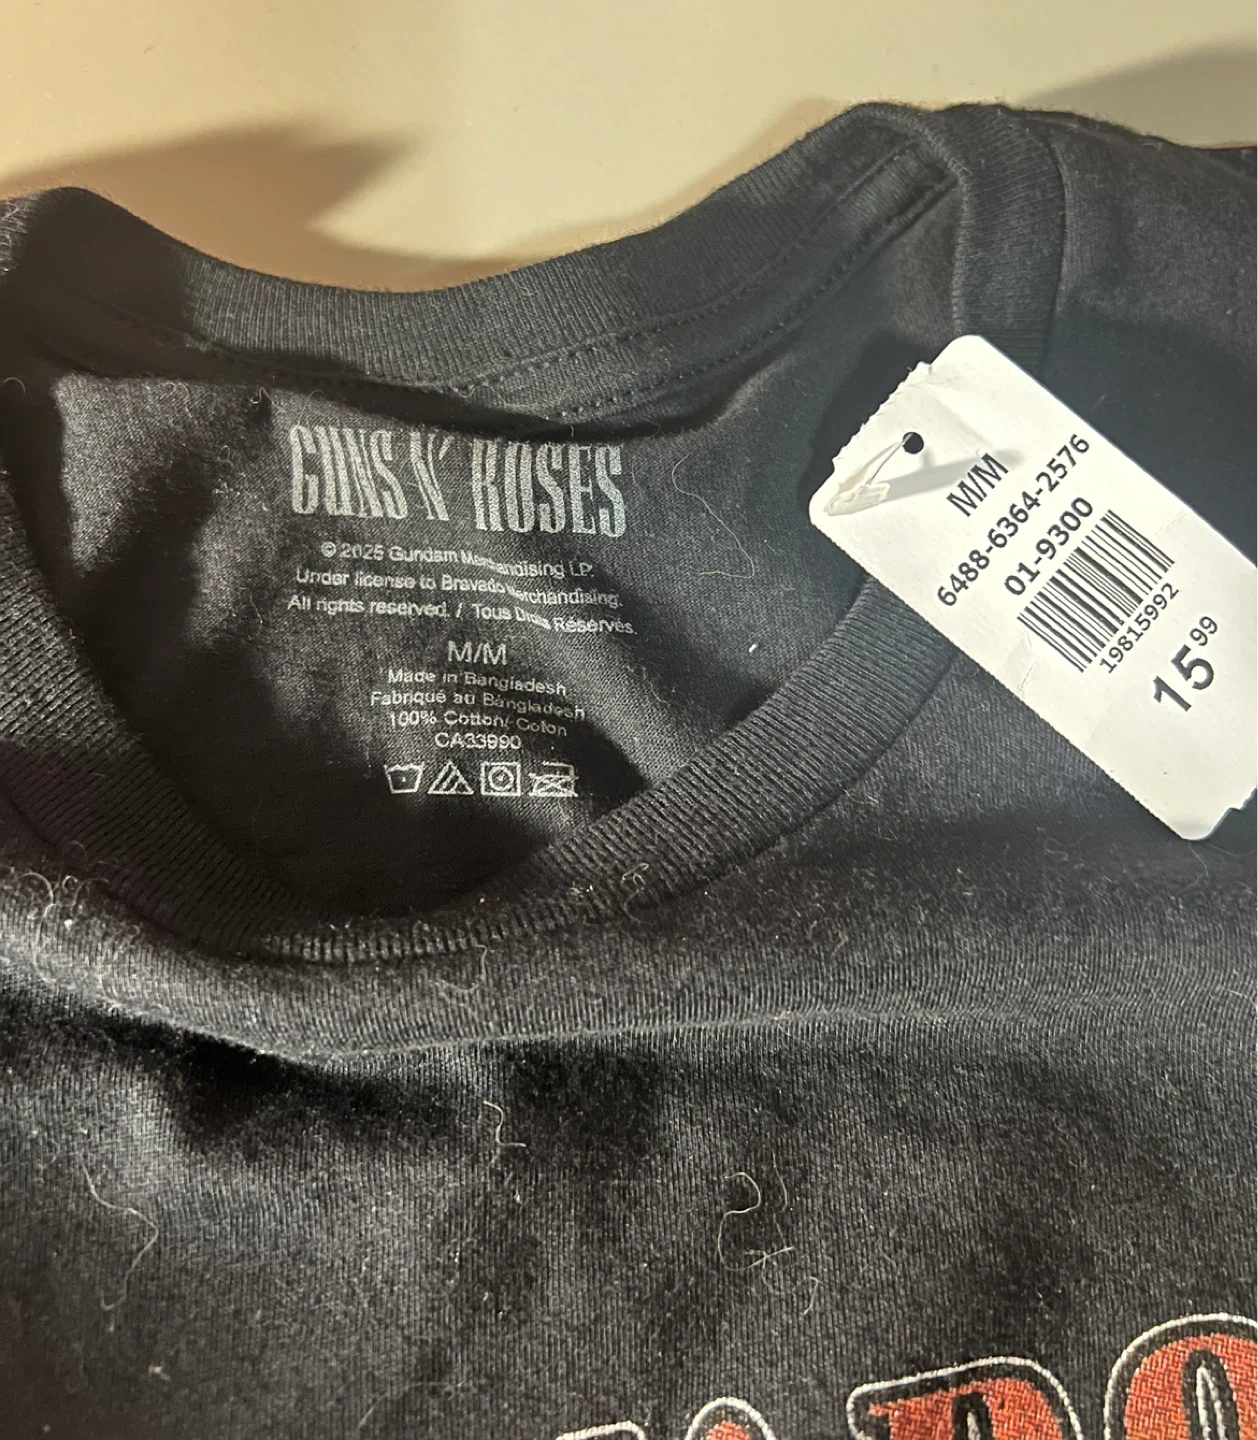 GUNS N' ROSES
© 2025 Gundam Merchandising LP.
Under license to Bravado Merchandising.
All rights reserved. / Tous Droits Réservés.
M/M
Made in Bangladesh
Fabriqué au Bangladesh
100% Cotton/ Coton
CA33990
M/M
6488-6364-2576
01-9300
19815992
15 99